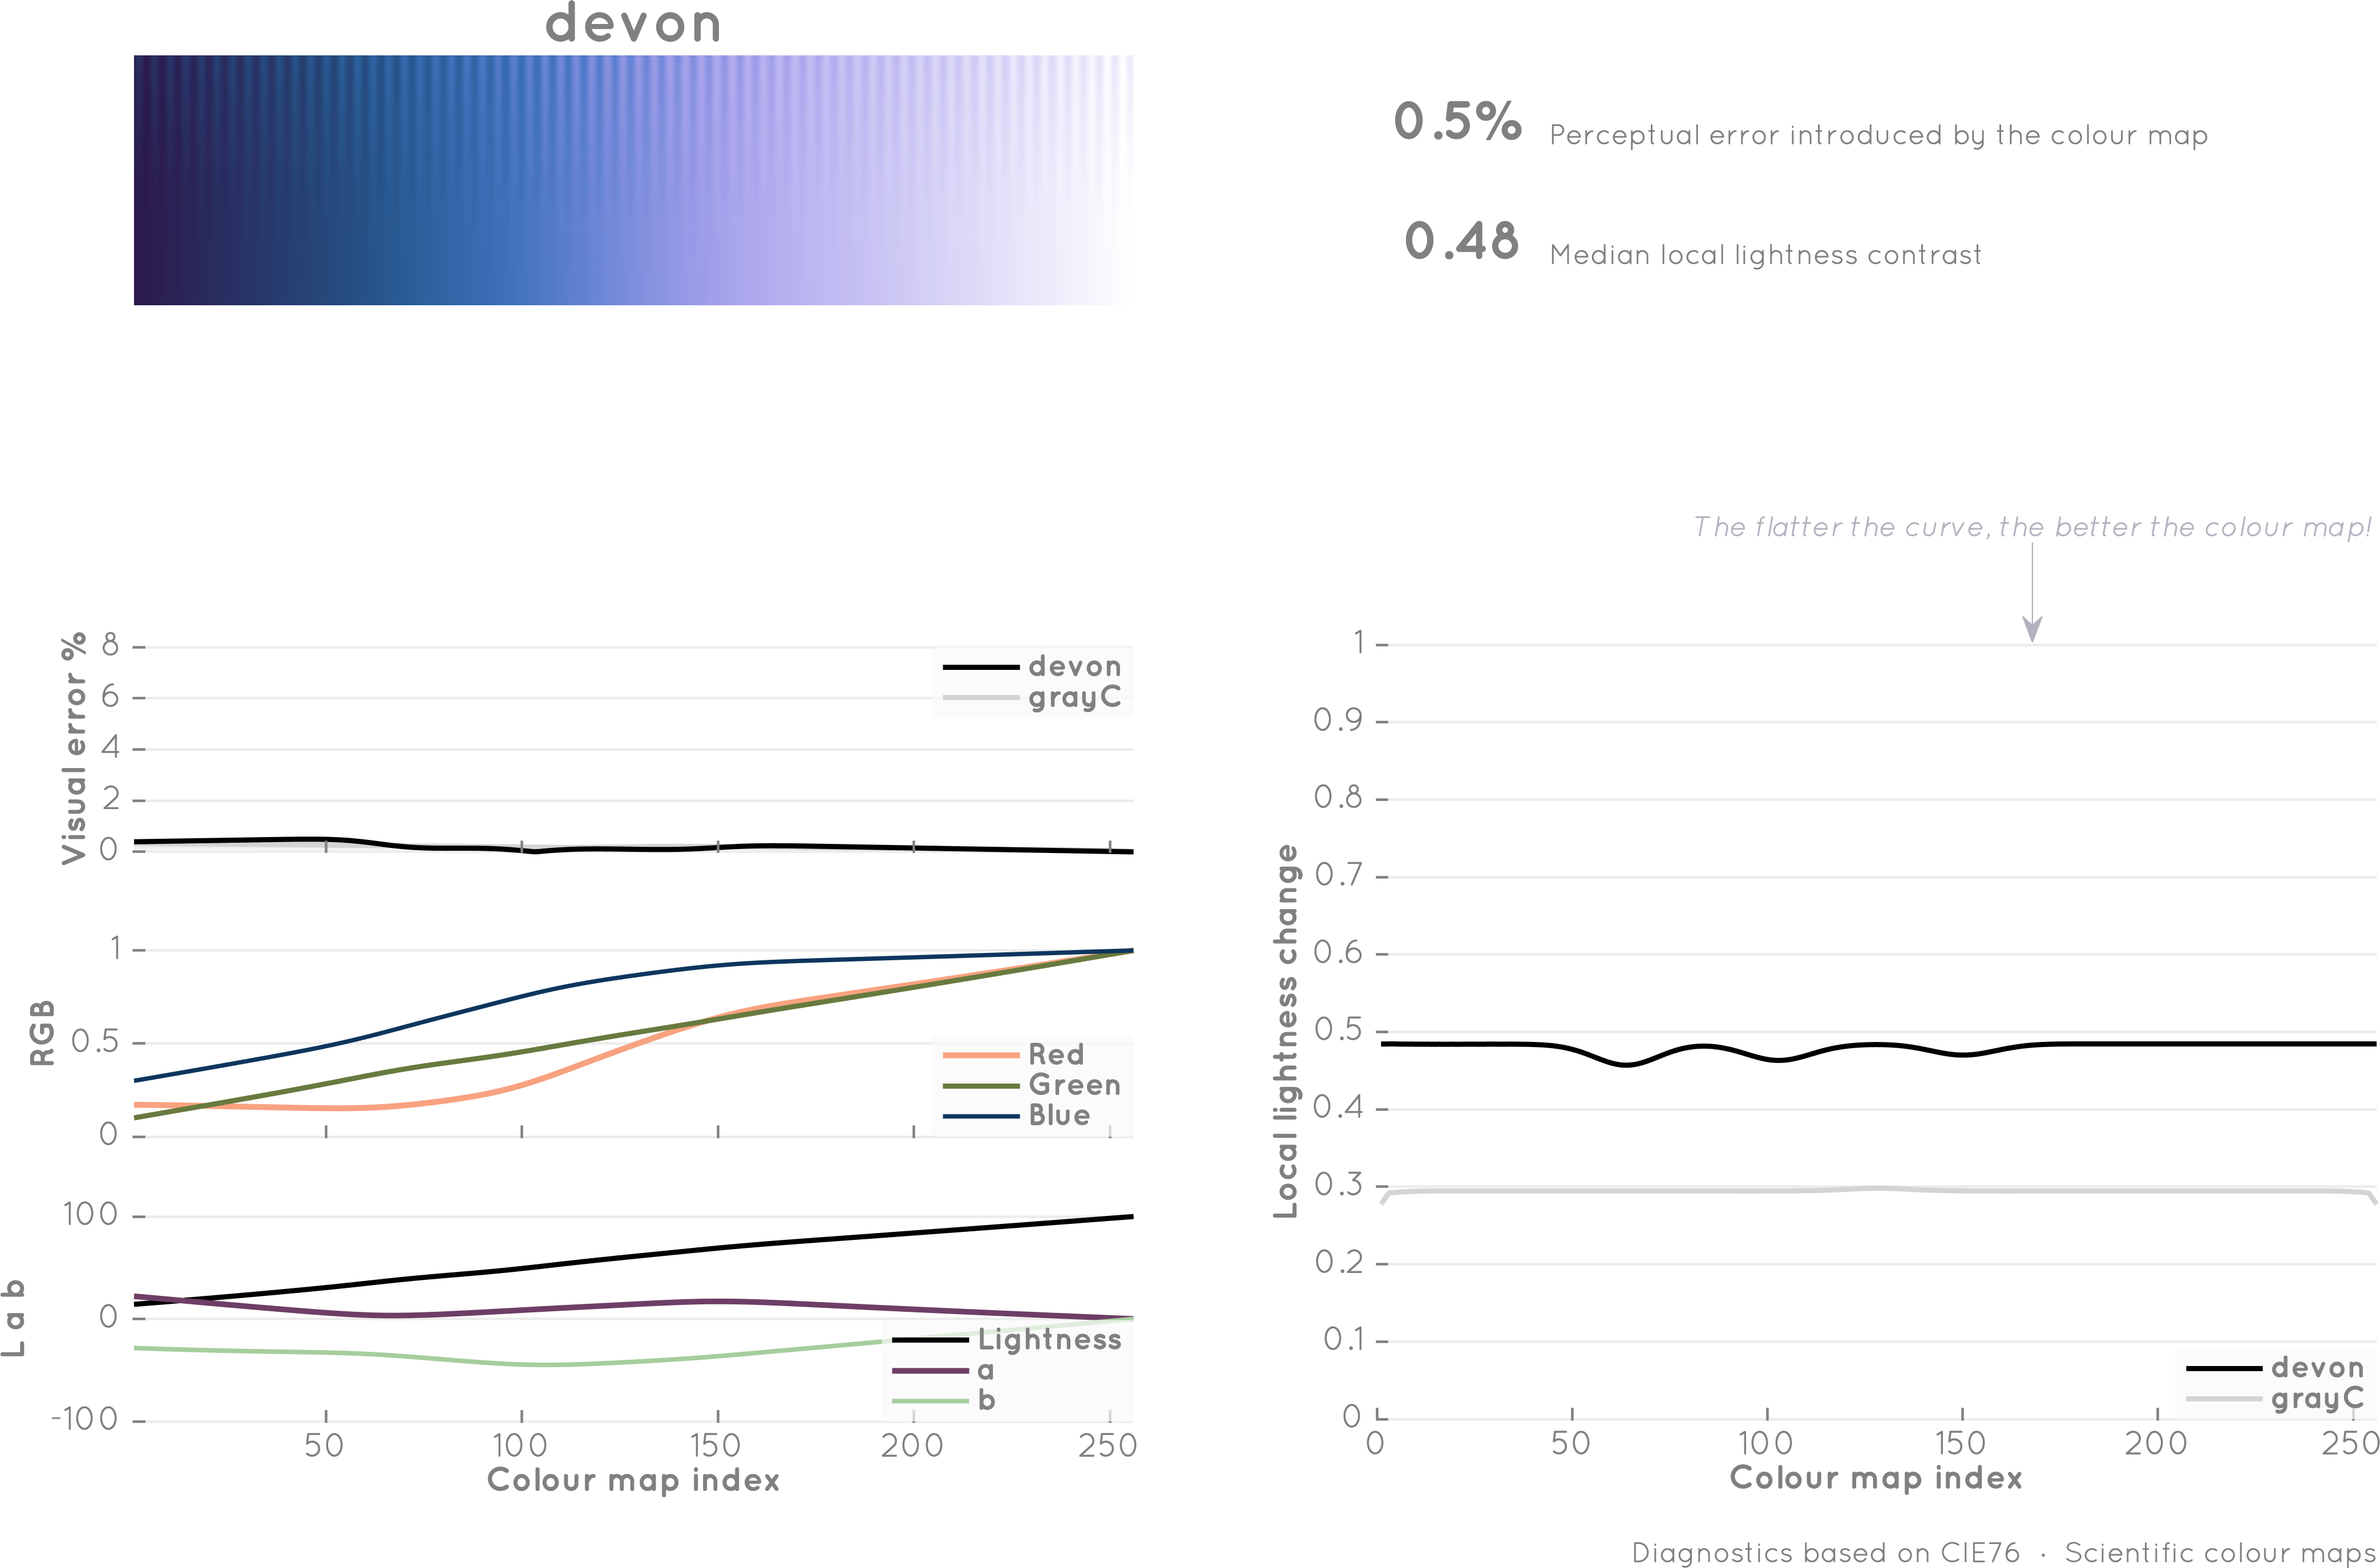 devon
0.5% Perceptual error introduced by the colour map
0.48 Median local lightness contrast
The flatter the curve, the better the colour map!
Visual error %
8
6
4
2
0
devon
grayC
RGB
1
0.5
0
Red
Green
Blue
L a b
100
0
-100
Lightness
a
b
50 100 150 200 250
Colour map index
Local lightness change
1
0.9
0.8
0.7
0.6
0.5
0.4
0.3
0.2
0.1
0
devon
grayC
0 50 100 150 200 250
Colour map index
Diagnostics based on CIE76 · Scientific colour maps